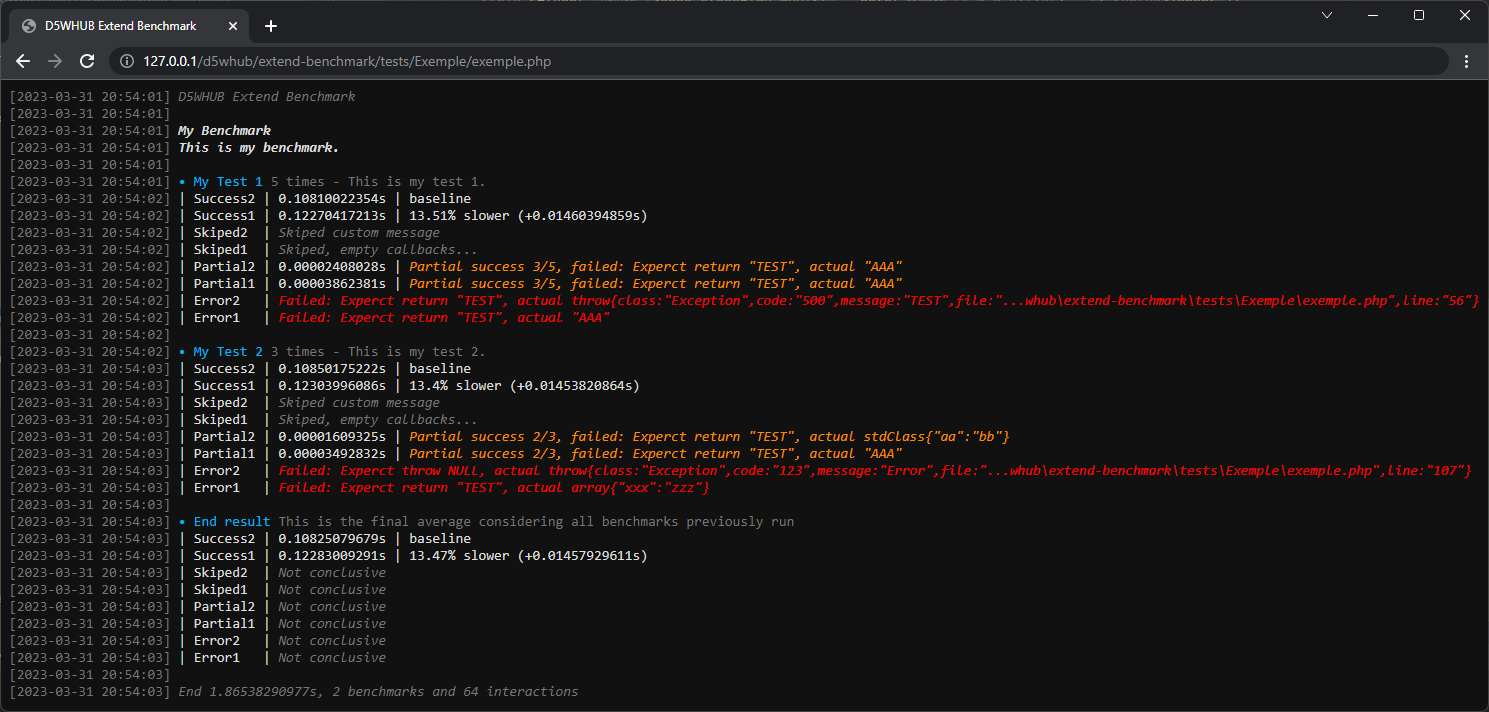 D5WHUB Extend Benchmark
127.0.0.1/d5whub/extend-benchmark/tests/Exemple/exemple.php
[2023-03-31 20:54:01] D5WHUB Extend Benchmark
[2023-03-31 20:54:01]
[2023-03-31 20:54:01] My Benchmark
[2023-03-31 20:54:01] This is my benchmark.
[2023-03-31 20:54:01]
[2023-03-31 20:54:01] • My Test 1 5 times - This is my test 1.
[2023-03-31 20:54:02] | Success2 | 0.10810022354s | baseline
[2023-03-31 20:54:02] | Success1 | 0.12270417213s | 13.51% slower (+0.01460394859s)
[2023-03-31 20:54:02] | Skiped2  | Skiped custom message
[2023-03-31 20:54:02] | Skiped1  | Skiped, empty callbacks...
[2023-03-31 20:54:02] | Partial2 | 0.00002408028s | Partial success 3/5, failed: Experct return "TEST", actual "AAA"
[2023-03-31 20:54:02] | Partial1 | 0.00003862381s | Partial success 3/5, failed: Experct return "TEST", actual "AAA"
[2023-03-31 20:54:02] | Error2   | Failed: Experct return "TEST", actual throw{class:"Exception",code:"500",message:"TEST",file:"...whub\extend-benchmark\tests\Exemple\exemple.php",line:"56"}
[2023-03-31 20:54:02] | Error1   | Failed: Experct return "TEST", actual "AAA"
[2023-03-31 20:54:02]
[2023-03-31 20:54:02] • My Test 2 3 times - This is my test 2.
[2023-03-31 20:54:03] | Success2 | 0.10850175222s | baseline
[2023-03-31 20:54:03] | Success1 | 0.12303996086s | 13.4% slower (+0.01453820864s)
[2023-03-31 20:54:03] | Skiped2  | Skiped custom message
[2023-03-31 20:54:03] | Skiped1  | Skiped, empty callbacks...
[2023-03-31 20:54:03] | Partial2 | 0.00001609325s | Partial success 2/3, failed: Experct return "TEST", actual stdClass{"aa":"bb"}
[2023-03-31 20:54:03] | Partial1 | 0.00003492832s | Partial success 2/3, failed: Experct return "TEST", actual "AAA"
[2023-03-31 20:54:03] | Error2   | Failed: Experct throw NULL, actual throw{class:"Exception",code:"123",message:"Error",file:"...whub\extend-benchmark\tests\Exemple\exemple.php",line:"107"}
[2023-03-31 20:54:03] | Error1   | Failed: Experct return "TEST", actual array{"xxx":"zzz"}
[2023-03-31 20:54:03]
[2023-03-31 20:54:03] • End result This is the final average considering all benchmarks previously run
[2023-03-31 20:54:03] | Success2 | 0.10825079679s | baseline
[2023-03-31 20:54:03] | Success1 | 0.12283009291s | 13.47% slower (+0.01457929611s)
[2023-03-31 20:54:03] | Skiped2  | Not conclusive
[2023-03-31 20:54:03] | Skiped1  | Not conclusive
[2023-03-31 20:54:03] | Partial2 | Not conclusive
[2023-03-31 20:54:03] | Partial1 | Not conclusive
[2023-03-31 20:54:03] | Error2   | Not conclusive
[2023-03-31 20:54:03] | Error1   | Not conclusive
[2023-03-31 20:54:03]
[2023-03-31 20:54:03] End 1.86538290977s, 2 benchmarks and 64 interactions